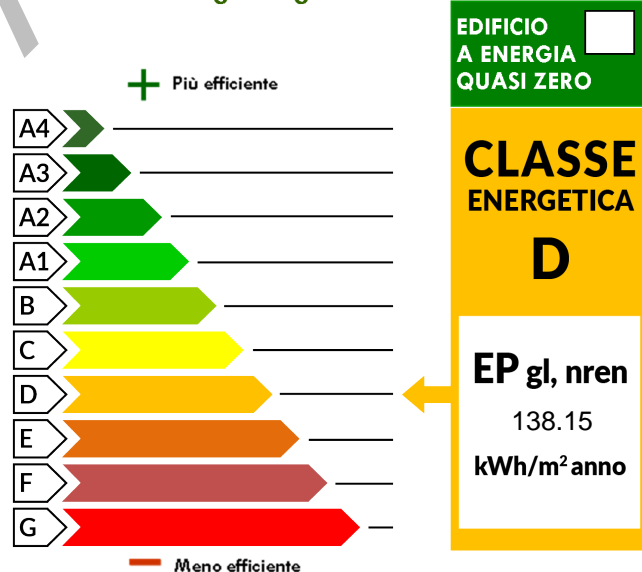 EDIFICIO
A ENERGIA
QUASI ZERO
Più efficiente
A4
A3
A2
A1
B
C
D
E
F
G
Meno efficiente
CLASSE
ENERGETICA
D
EP gl, nren
138.15
kWh/m² anno